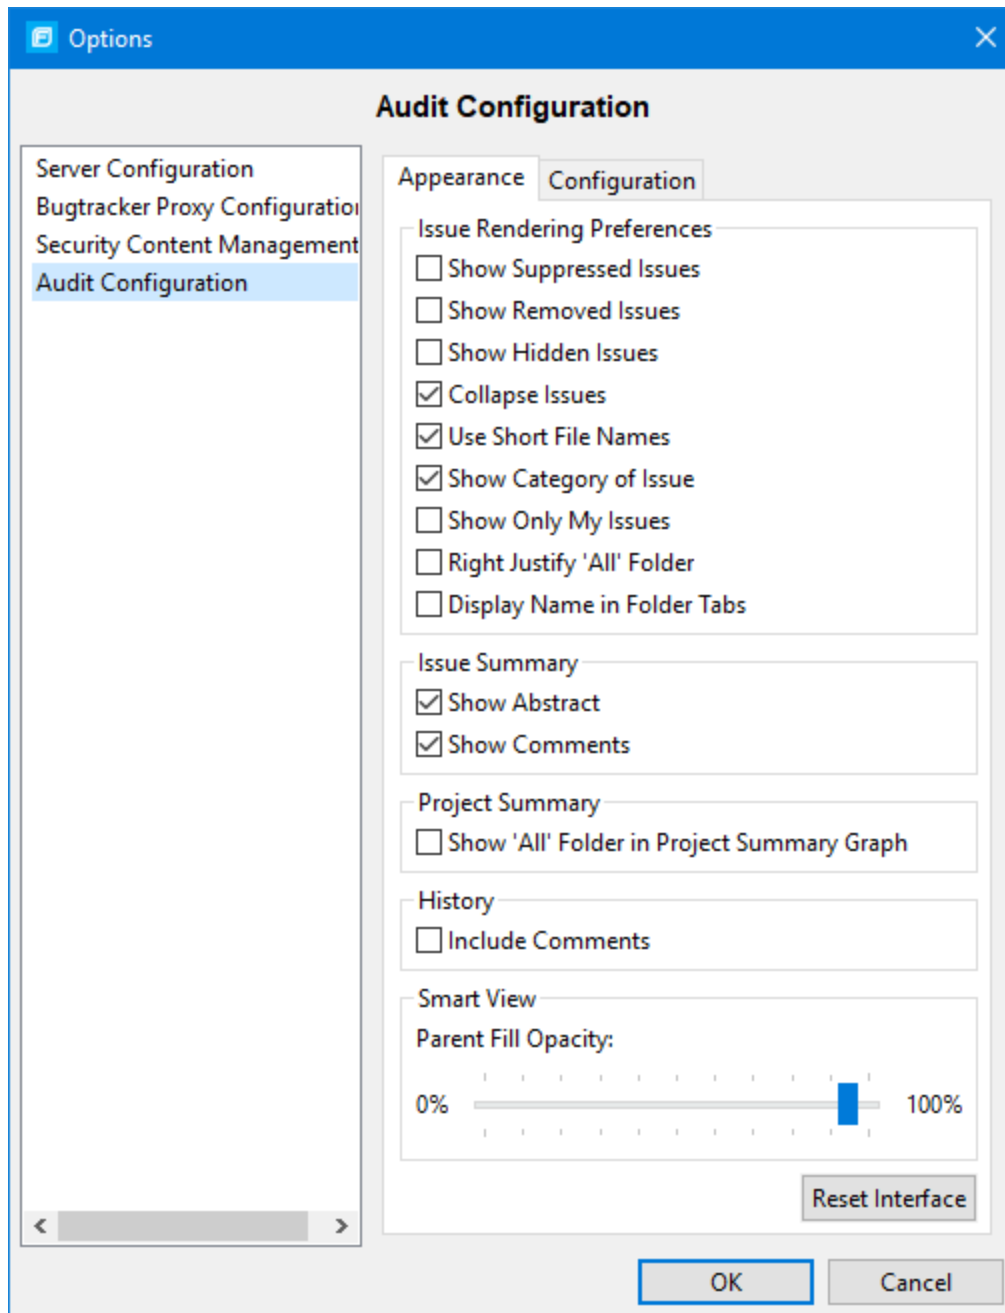 Options
Audit Configuration
Server Configuration
Bugtracker Proxy Configuration
Security Content Management
Audit Configuration
Appearance
Configuration
Issue Rendering Preferences
Show Suppressed Issues
Show Removed Issues
Show Hidden Issues
Collapse Issues
Use Short File Names
Show Category of Issue
Show Only My Issues
Right Justify 'All' Folder
Display Name in Folder Tabs
Issue Summary
Show Abstract
Show Comments
Project Summary
Show 'All' Folder in Project Summary Graph
History
Include Comments
Smart View
Parent Fill Opacity:
0%
100%
Reset Interface
OK
Cancel